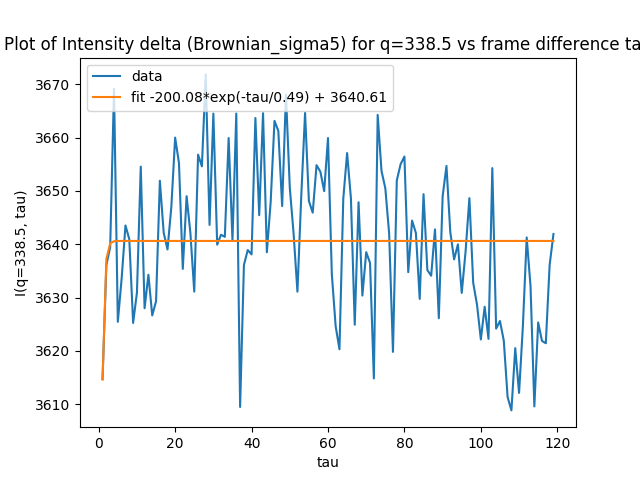 Plot of Intensity delta (Brownian_sigma5) for q=338.5 vs frame difference ta
data
fit -200.08*exp(-tau/0.49) + 3640.61
I(q=338.5, tau)
3670
3660
3650
3640
3630
3620
3610
0 20 40 60 80 100 120
tau